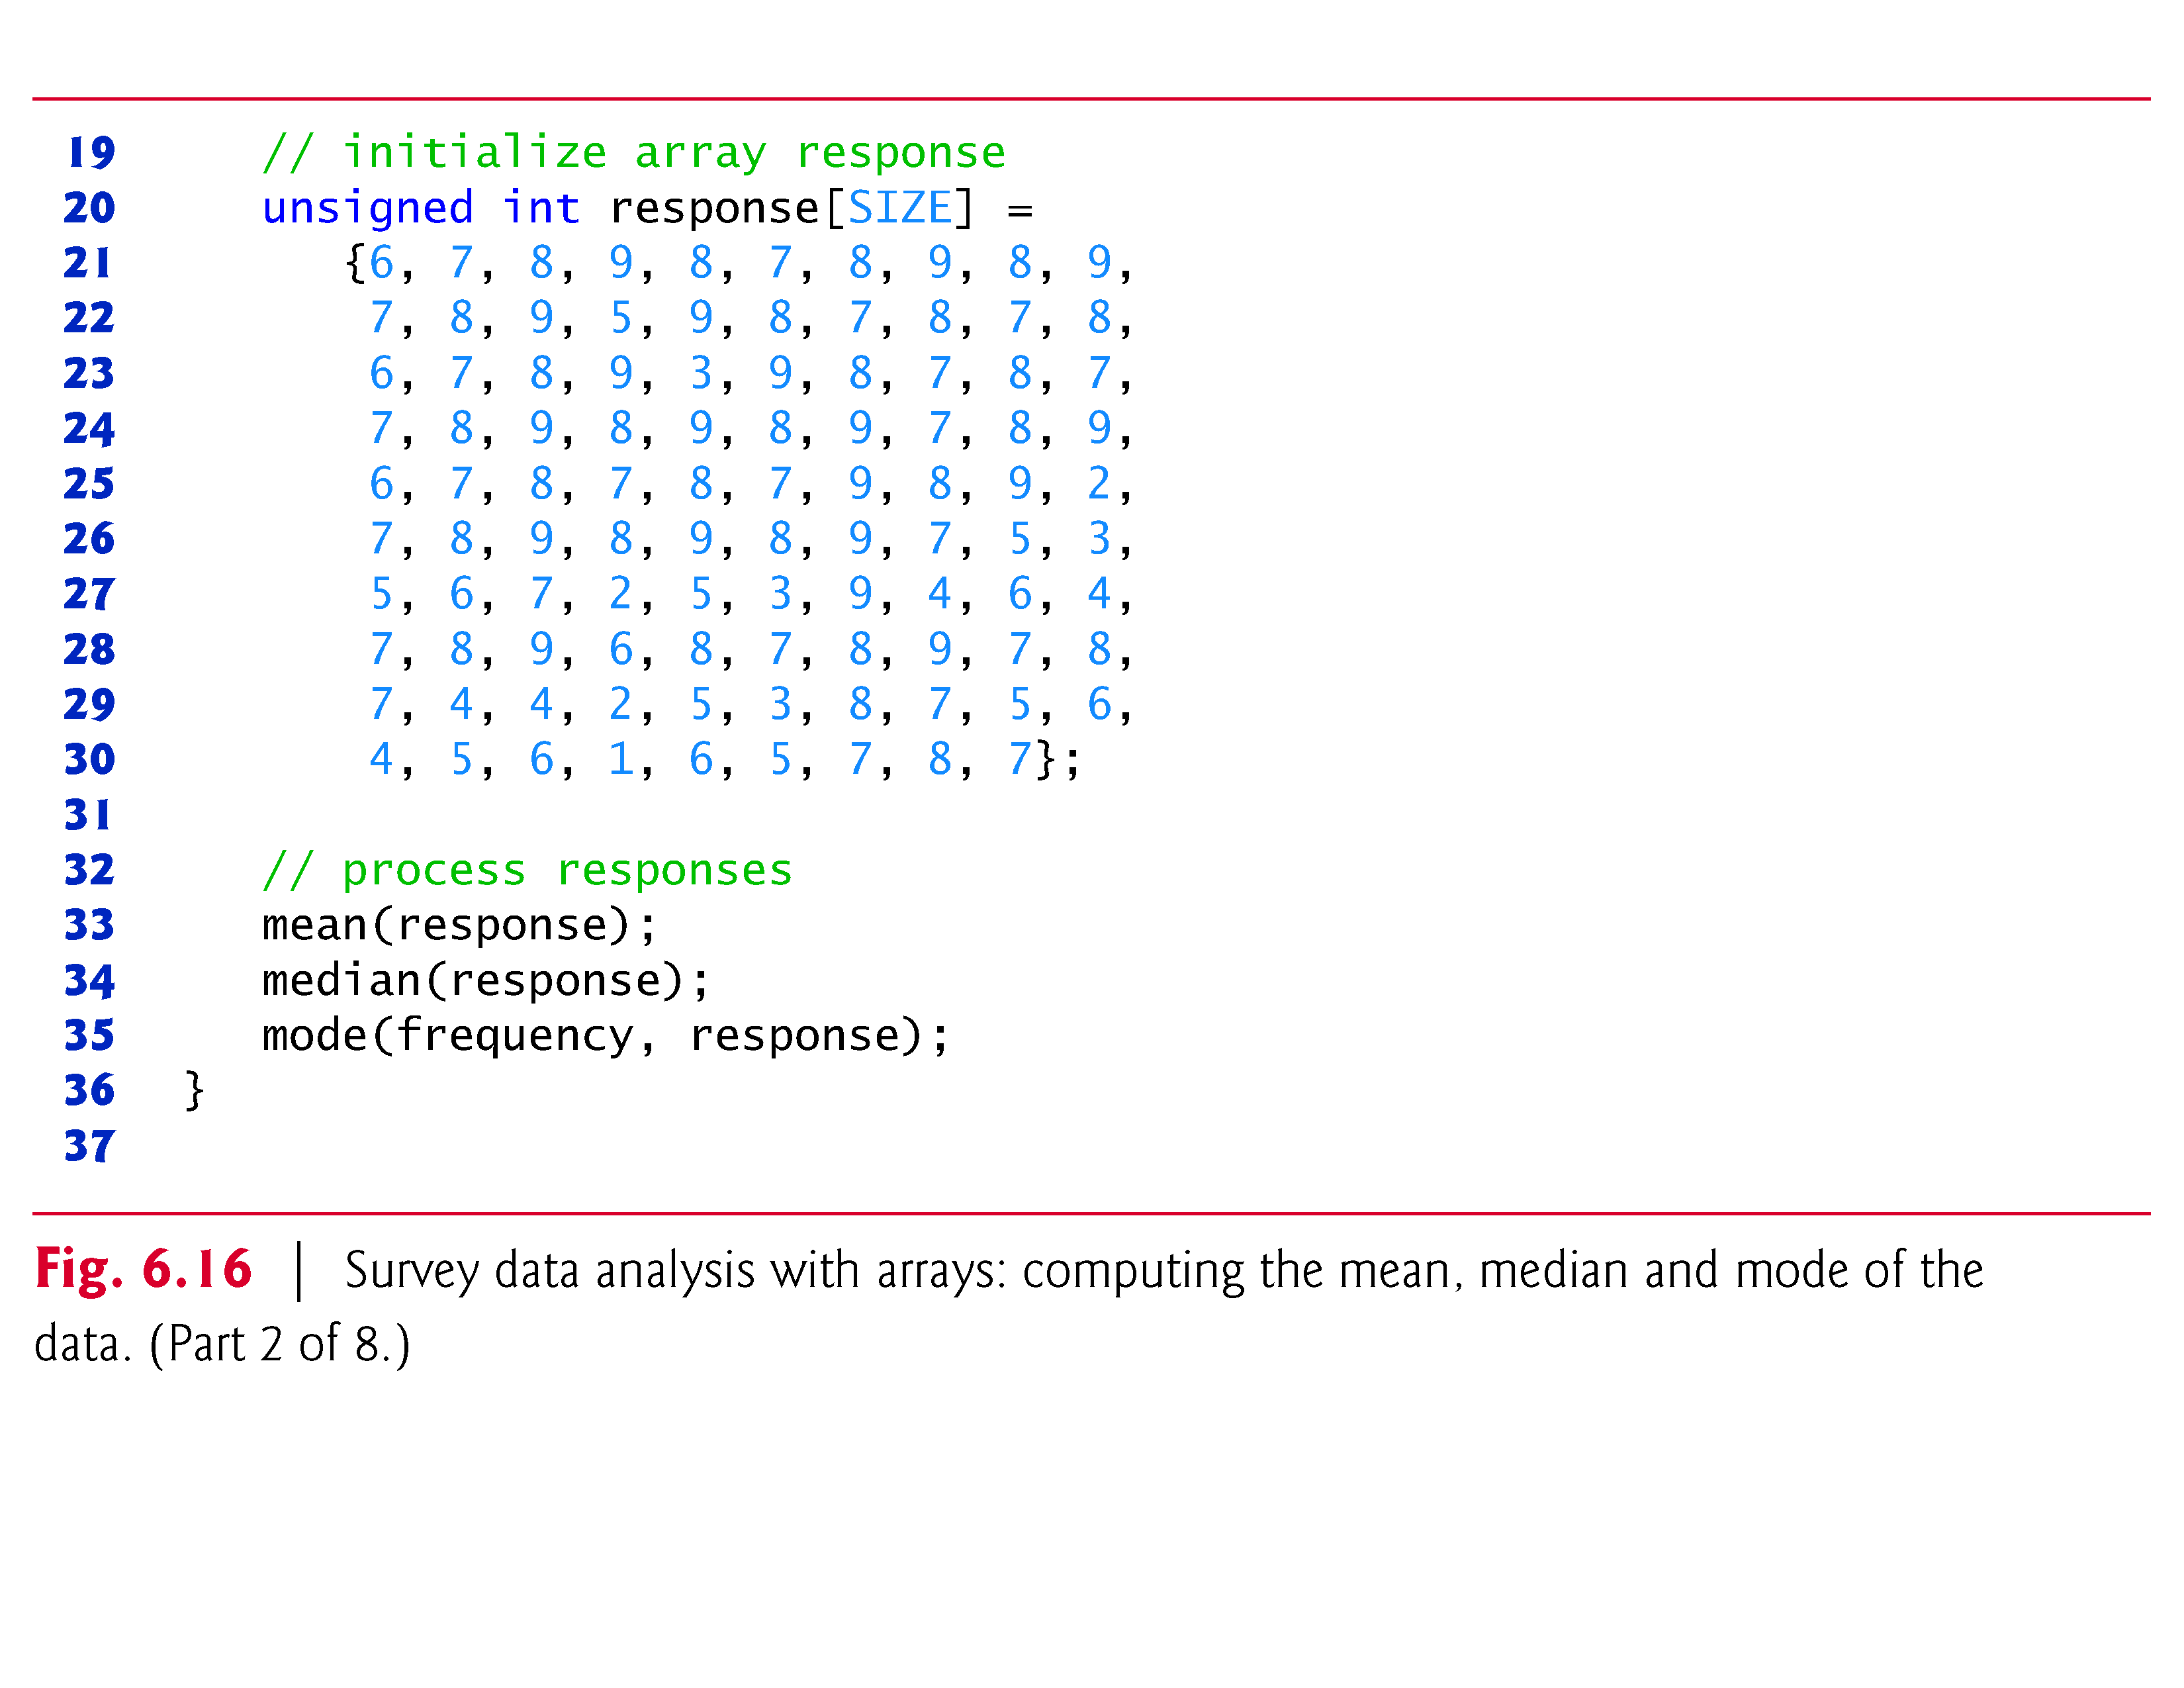 19 // initialize array response
20 unsigned int response[SIZE] =
21 {6, 7, 8, 9, 8, 7, 8, 9, 8, 9,
22 7, 8, 9, 5, 9, 8, 7, 8, 7, 8,
23 6, 7, 8, 9, 3, 9, 8, 7, 8, 7,
24 7, 8, 9, 8, 9, 8, 9, 7, 8, 9,
25 6, 7, 8, 7, 8, 7, 9, 8, 9, 2,
26 7, 8, 9, 8, 9, 8, 9, 7, 5, 3,
27 5, 6, 7, 2, 5, 3, 9, 4, 6, 4,
28 7, 8, 9, 6, 8, 7, 8, 9, 7, 8,
29 7, 4, 4, 2, 5, 3, 8, 7, 5, 6,
30 4, 5, 6, 1, 6, 5, 7, 8, 7};
31
32 // process responses
33 mean(response);
34 median(response);
35 mode(frequency, response);
36 }
37
Fig. 6.16 | Survey data analysis with arrays: computing the mean, median and mode of the
data. (Part 2 of 8.)